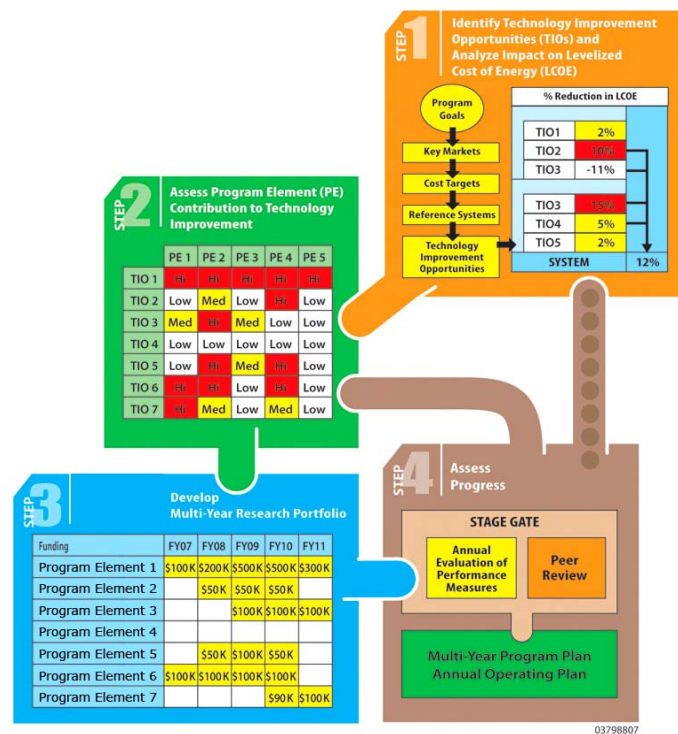 STEP 1
Identify Technology Improvement
Opportunities (TIOs) and
Analyze Impact on Levelized
Cost of Energy (LCOE)
Program
Goals
Key Markets
Cost Targets
Reference Systems
Technology
Improvement
Opportunities
% Reduction in LCOE
TIO1 2%
TIO2 10%
TIO3 -11%
TIO3 15%
TIO4 5%
TIO5 2%
SYSTEM 12%
STEP 2
Assess Program Element (PE)
Contribution to Technology
Improvement
PE 1 PE 2 PE 3 PE 4 PE 5
TIO 1 Hi Hi Hi Hi Hi
TIO 2 Low Med Low Hi Low
TIO 3 Med Hi Med Low Low
TIO 4 Low Low Low Low Low
TIO 5 Low Hi Med Hi Low
TIO 6 Hi Hi Low Hi Low
TIO 7 Hi Med Low Med Low
STEP 3
Develop
Multi-Year Research Portfolio
Funding FY07 FY08 FY09 FY10 FY11
Program Element 1 $100K $200K $500K $500K $300K
Program Element 2 $50K $50K $50K
Program Element 3 $100K $100K $100K
Program Element 4
Program Element 5 $50K $100K $50K
Program Element 6 $100K $100K $100K $100K
Program Element 7 $90K $100K
STEP 4
Assess
Progress
STAGE GATE
Annual
Evaluation of
Performance
Measures
Peer
Review
Multi-Year Program Plan
Annual Operating Plan
03798807